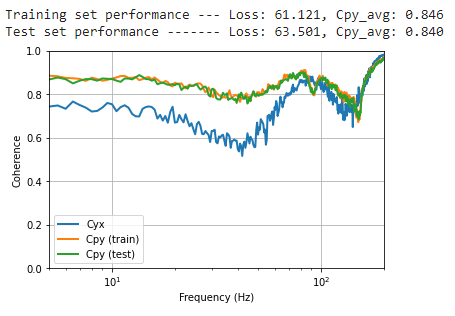 Training set performance --- Loss: 61.121, Cpy_avg: 0.846
Test set performance ------- Loss: 63.501, Cpy_avg: 0.840
1.0
0.8
0.6
0.4
0.2
0.0
Coherence
Cyx
Cpy (train)
Cpy (test)
10¹
10²
Frequency (Hz)